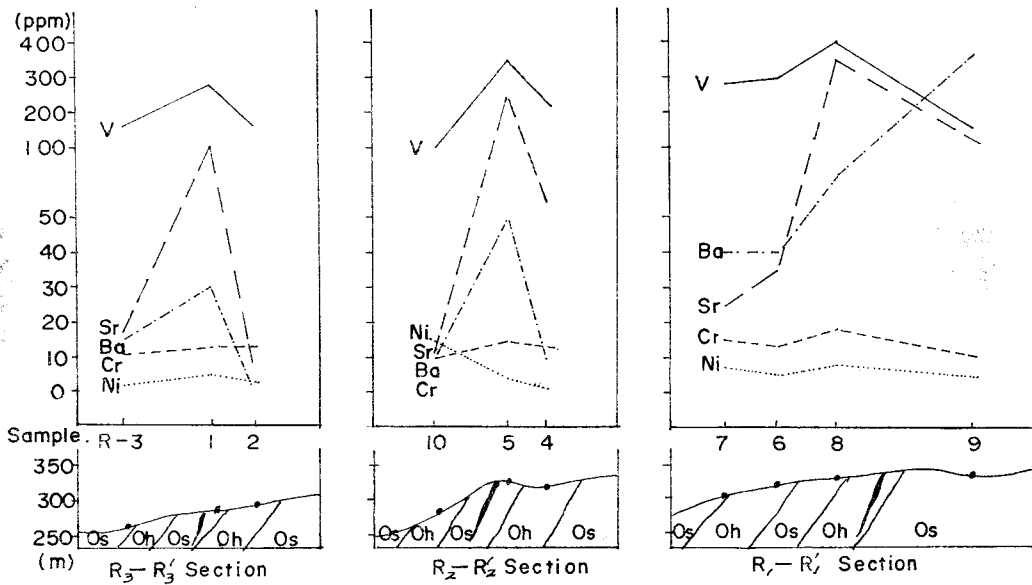 (ppm)
400
300
200
100
50
40
30
20
10
0
V
Sr
Ba
Cr
Ni
V
Ni
Sr
Ba
Cr
V
Ba
Sr
Cr
Ni
Sample. R-3 1 2 10 5 4 7 6 8 9
350
300
250
(m)
Os Oh Os Oh Os
Os Oh Os Oh Os
Os Oh Os Oh Os
R₃—R₃′ Section
R₂—R₂′ Section
R₁—R₁′ Section